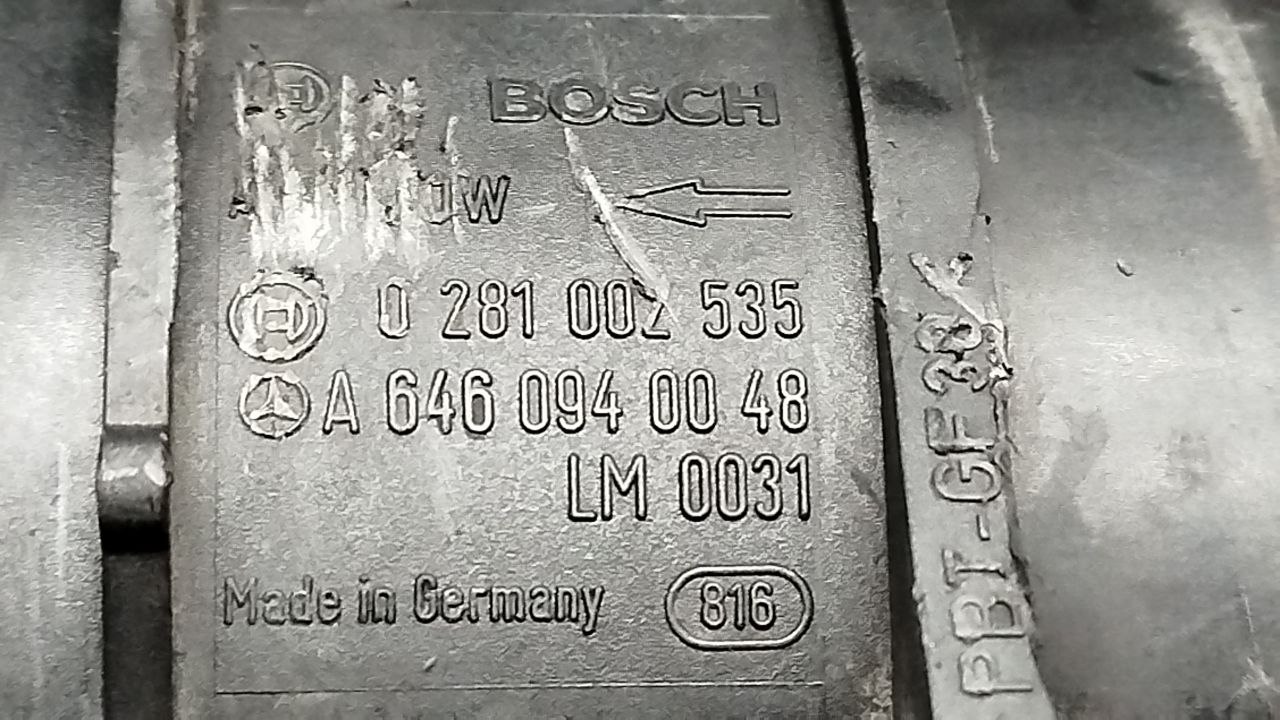 BOSCH
0 281 002 535
A 646 094 00 48
LM 0031
Made in Germany 816
PBT-GF30